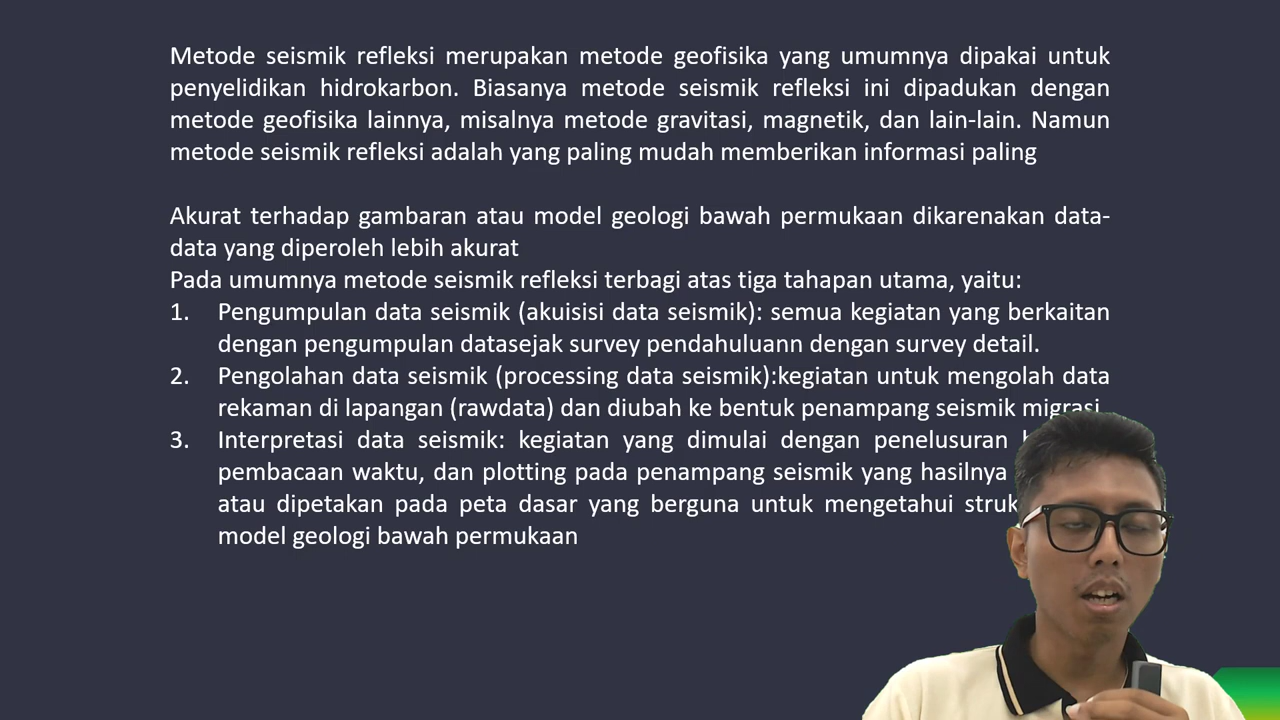 Metode seismik refleksi merupakan metode geofisika yang umumnya dipakai untuk
penyelidikan hidrokarbon. Biasanya metode seismik refleksi ini dipadukan dengan
metode geofisika lainnya, misalnya metode gravitasi, magnetik, dan lain-lain. Namun
metode seismik refleksi adalah yang paling mudah memberikan informasi paling
Akurat terhadap gambaran atau model geologi bawah permukaan dikarenakan data-
data yang diperoleh lebih akurat
Pada umumnya metode seismik refleksi terbagi atas tiga tahapan utama, yaitu:
1. Pengumpulan data seismik (akuisisi data seismik): semua kegiatan yang berkaitan
dengan pengumpulan datasejak survey pendahuluann dengan survey detail.
2. Pengolahan data seismik (processing data seismik):kegiatan untuk mengolah data
rekaman di lapangan (rawdata) dan diubah ke bentuk penampang seismik migrasi
3. Interpretasi data seismik: kegiatan yang dimulai dengan penelusuran
pembacaan waktu, dan plotting pada penampang seismik yang hasilnya
atau dipetakan pada peta dasar yang berguna untuk mengetahui
model geologi bawah permukaan